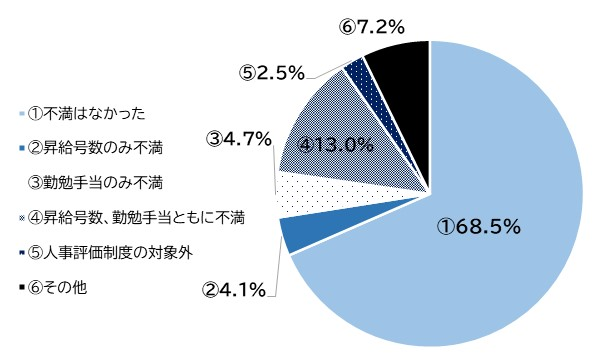 ⑥7.2%
⑤2.5%
①不満はなかった
②昇給号数のみ不満
③勤勉手当のみ不満
④昇給号数、勤勉手当ともに不満
⑤人事評価制度の対象外
⑥その他
③4.7%
④13.0%
①68.5%
②4.1%